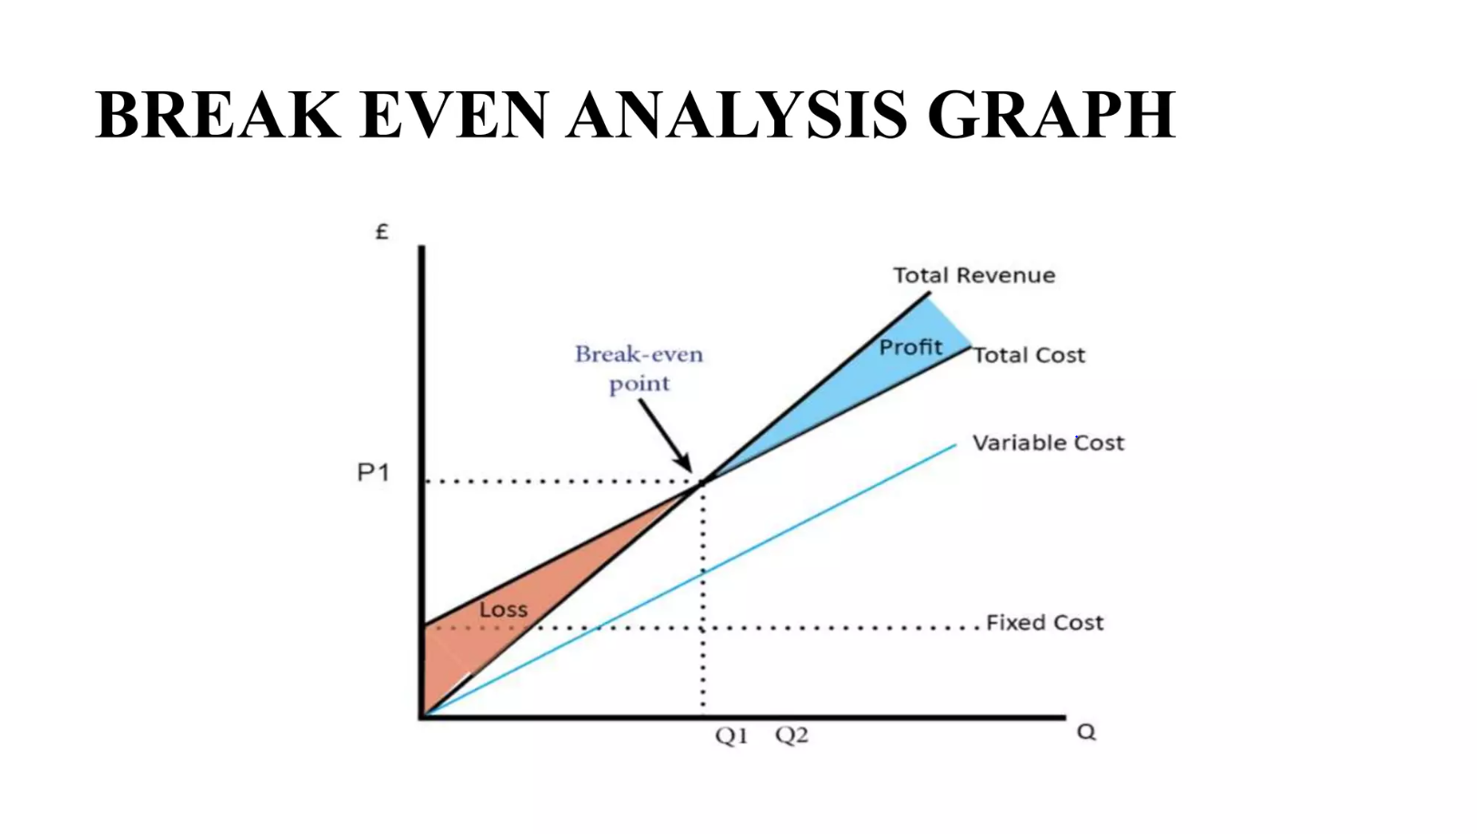 BREAK EVEN ANALYSIS GRAPH
£
Total Revenue
Break-even
point
Profit
Total Cost
Variable Cost
P1
Loss
Fixed Cost
Q1 Q2
Q